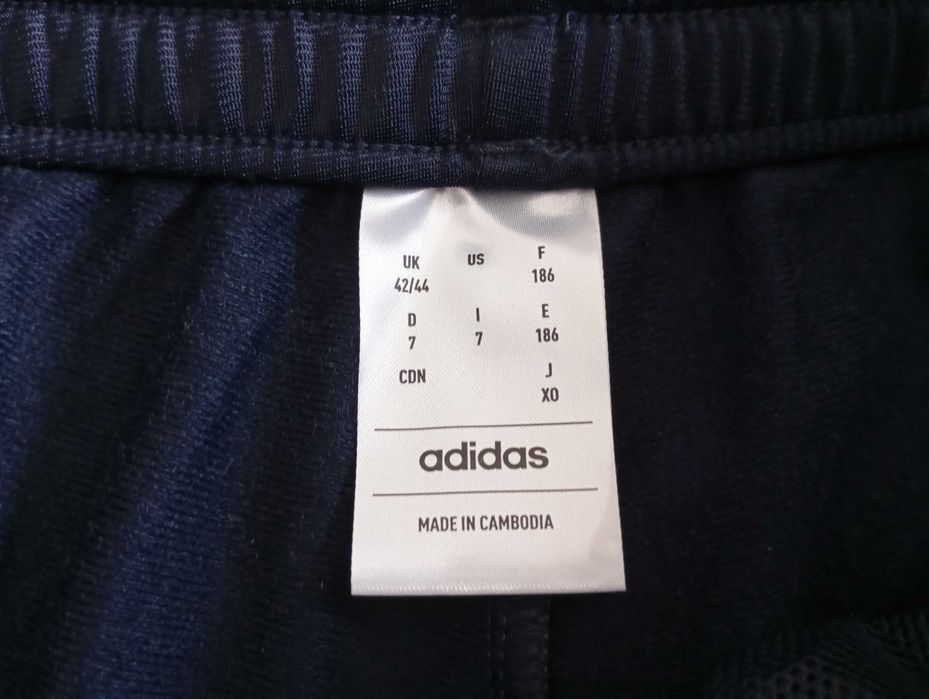 UK US F
42/44 186
D I E
7 7 186
CDN J
XO
adidas
MADE IN CAMBODIA